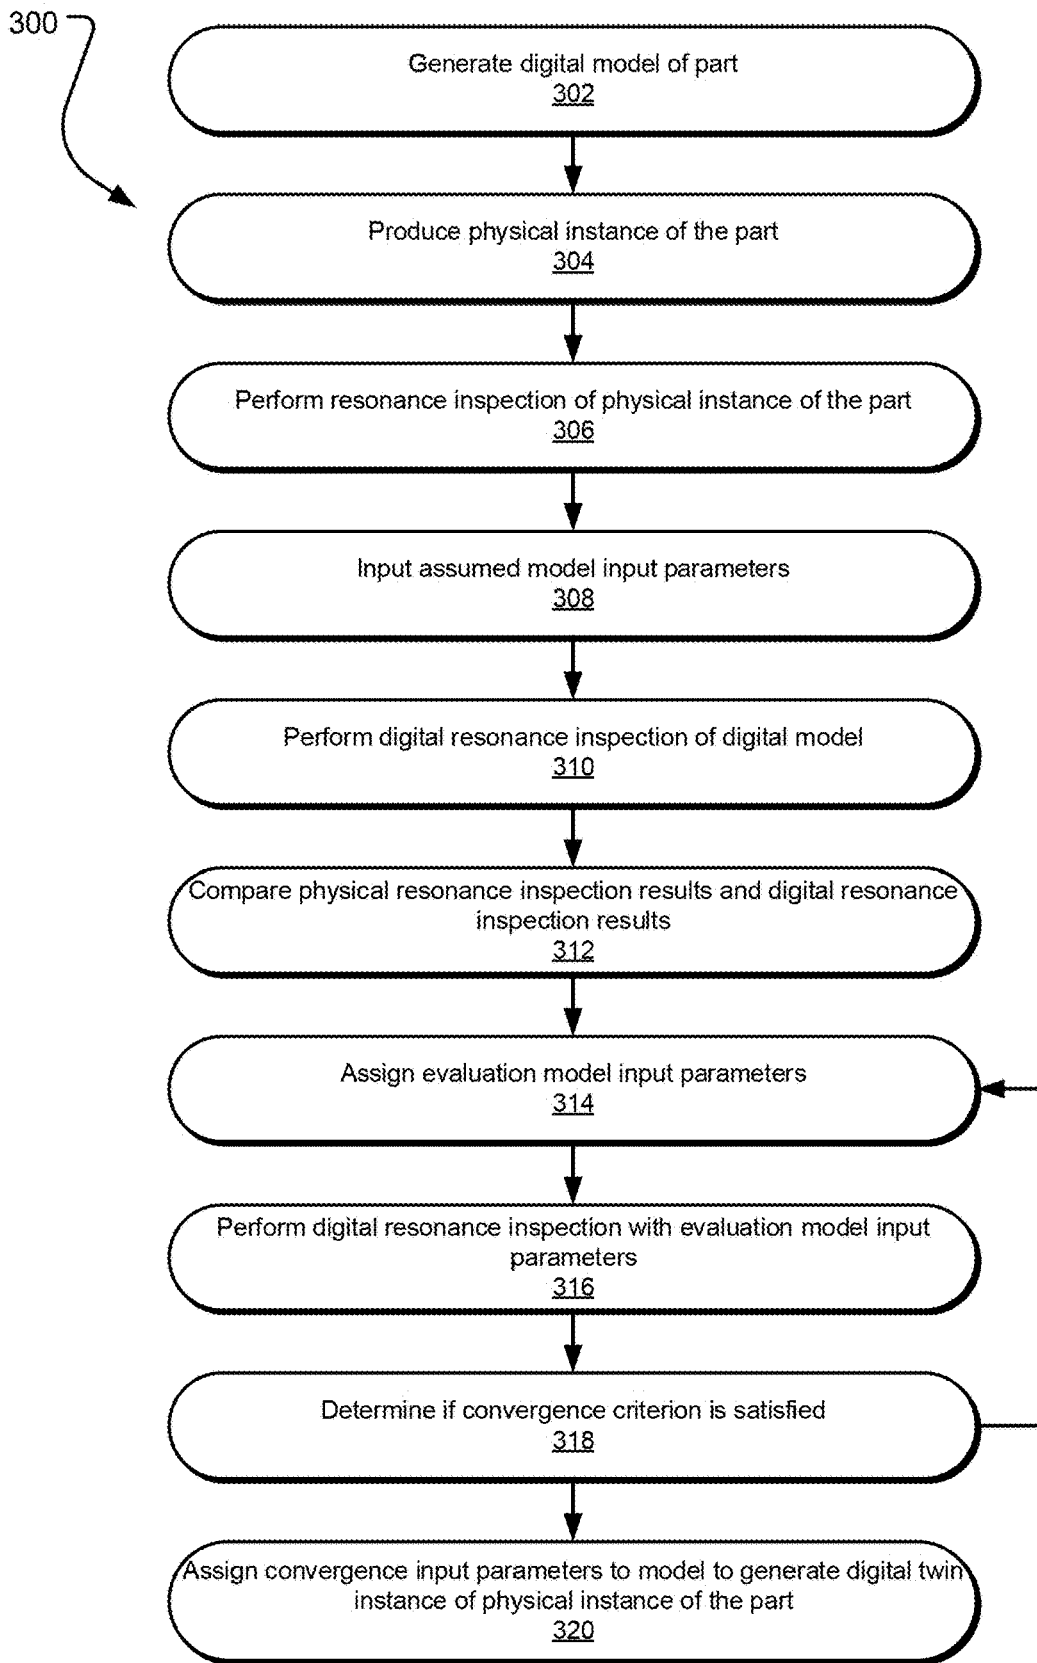 300
Generate digital model of part
302
Produce physical instance of the part
304
Perform resonance inspection of physical instance of the part
306
Input assumed model input parameters
308
Perform digital resonance inspection of digital model
310
Compare physical resonance inspection results and digital resonance
inspection results
312
Assign evaluation model input parameters
314
Perform digital resonance inspection with evaluation model input
parameters
316
Determine if convergence criterion is satisfied
318
Assign convergence input parameters to model to generate digital twin
instance of physical instance of the part
320